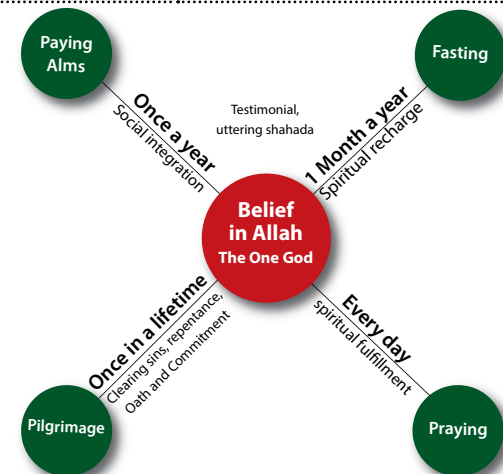 Paying
Alms
Fasting
Once a year
Social integration
Testimonial,
uttering shahada
1 Month a year
Spiritual recharge
Belief
in Allah
The One God
Once in a lifetime
Clearing sins, repentance,
Oath and Commitment
Every day
spiritual fulfillment
Pilgrimage
Praying